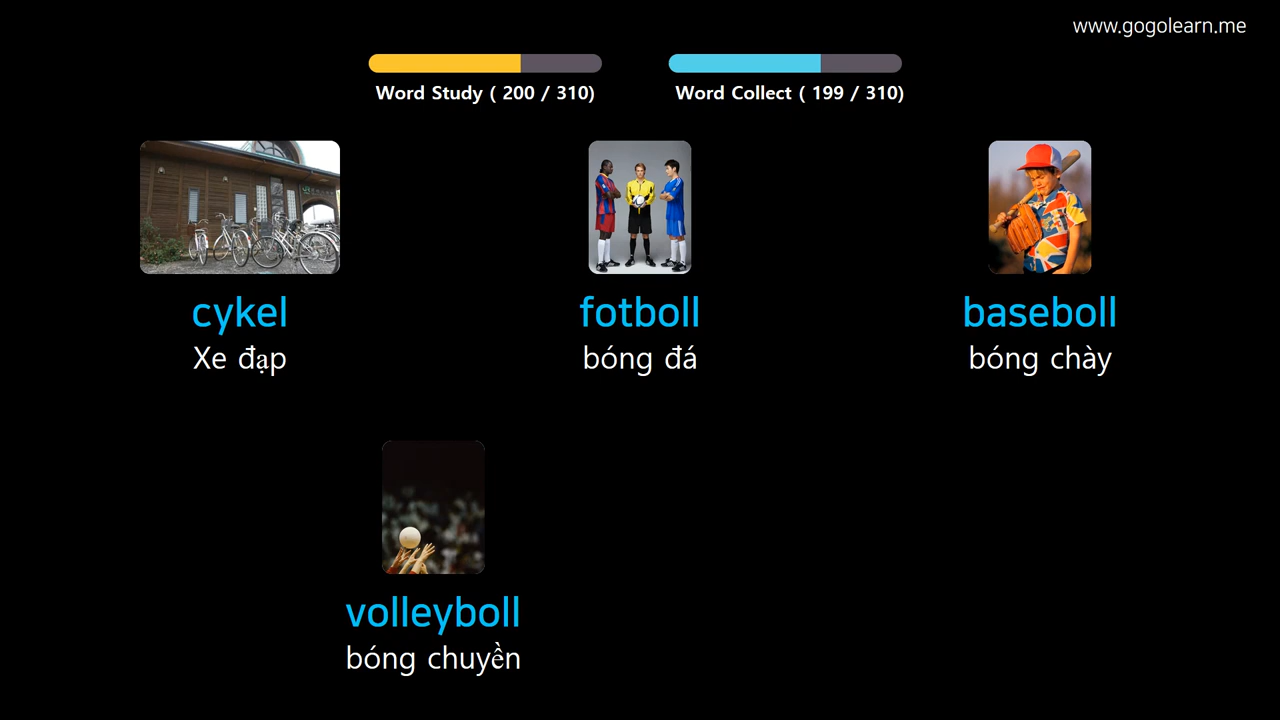 www.gogolearn.me
Word Study ( 200 / 310)
Word Collect ( 199 / 310)
cykel
Xe đạp
fotboll
bóng đá
baseboll
bóng chày
volleyboll
bóng chuyền